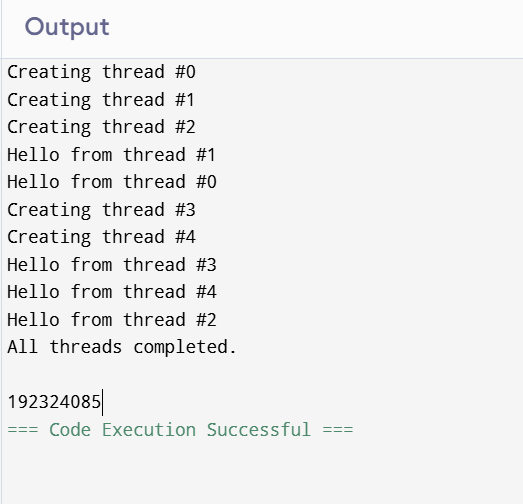 Output
Creating thread #0
Creating thread #1
Creating thread #2
Hello from thread #1
Hello from thread #0
Creating thread #3
Creating thread #4
Hello from thread #3
Hello from thread #4
Hello from thread #2
All threads completed.
192324085
=== Code Execution Successful ===